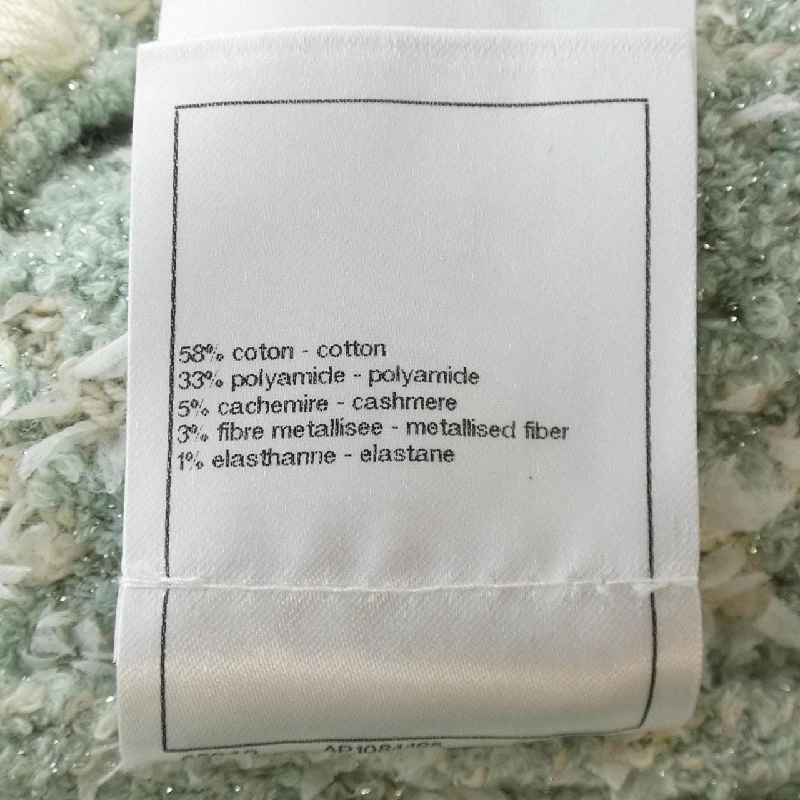 58% coton - cotton
33% polyamide - polyamide
5% cachemire - cashmere
3% fibre metallisee - metallised fiber
1% elasthanne - elastane